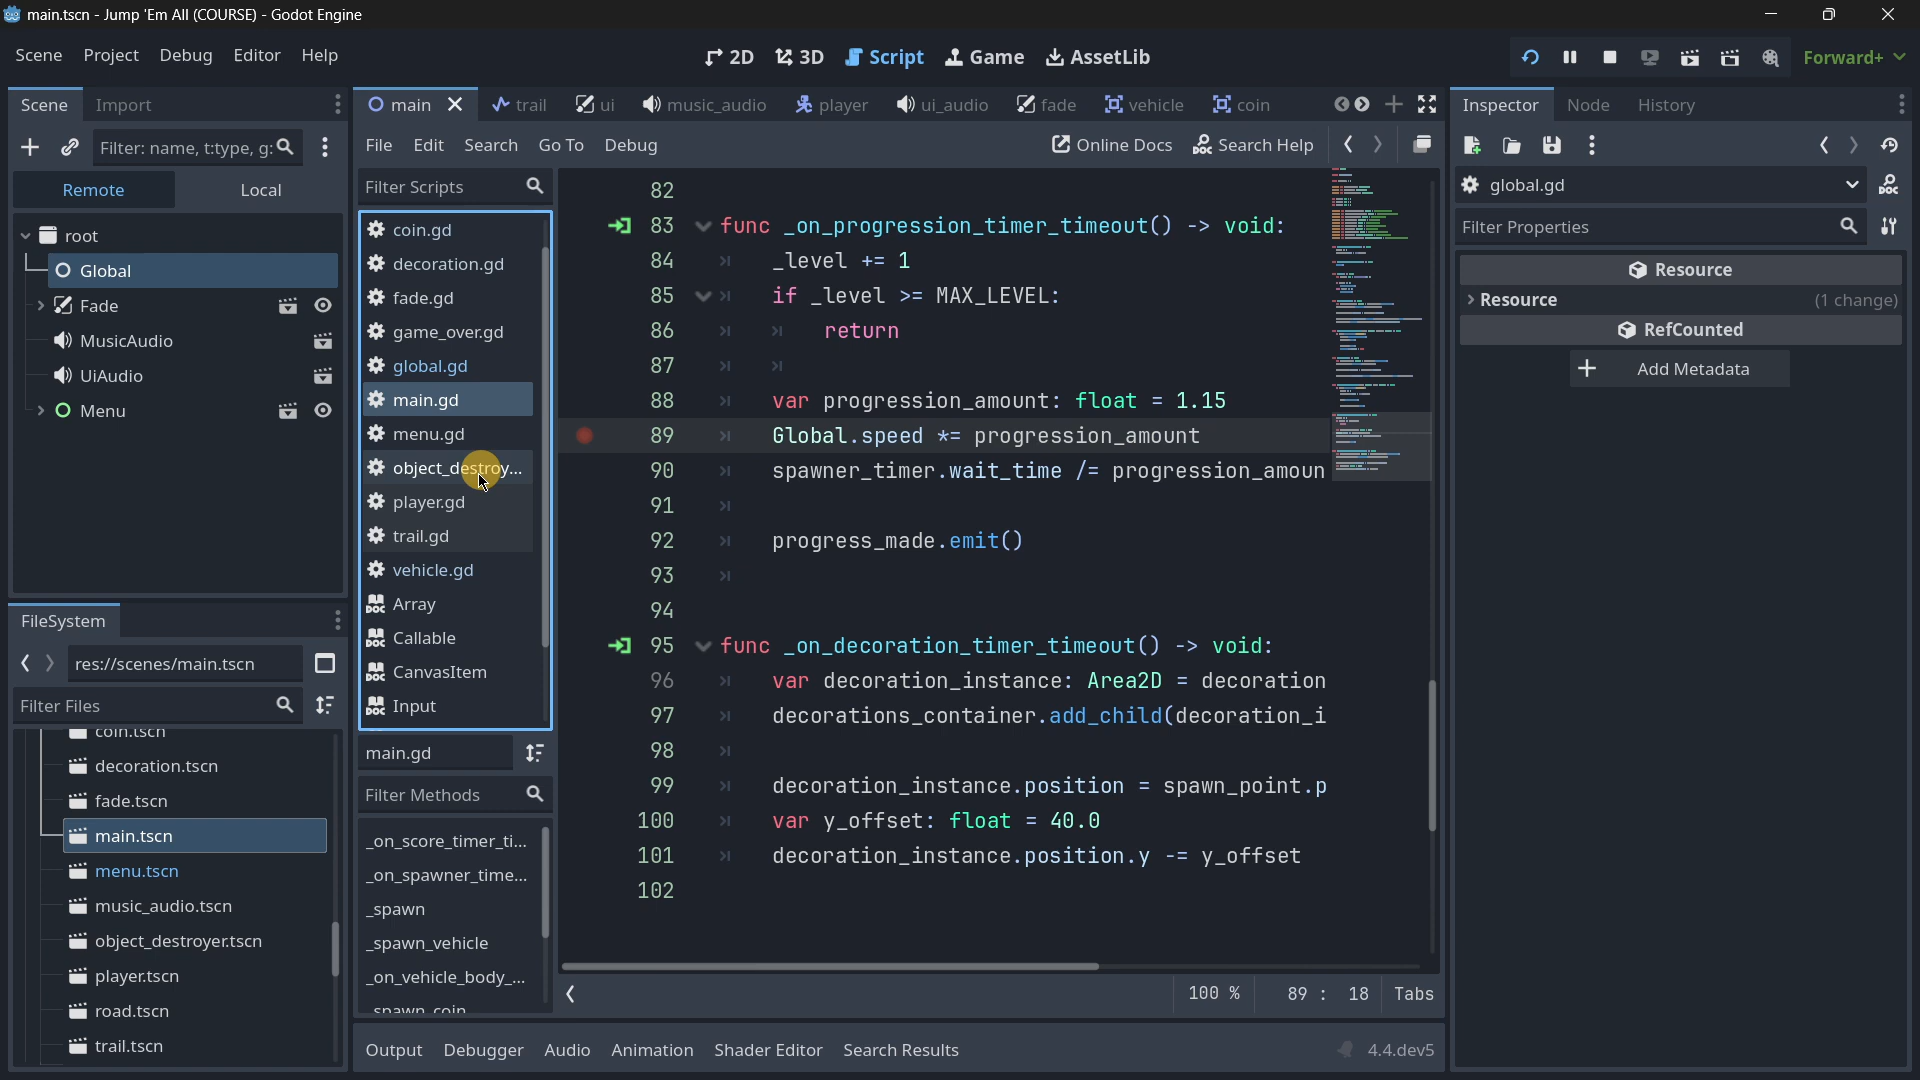 main.tscn - Jump 'Em All (COURSE) - Godot Engine
Scene Project Debug Editor Help
2D 3D Script Game AssetLib
Forward+
Scene Import
Filter: name, t:type, g:
Remote Local
root
Global
Fade
MusicAudio
UiAudio
Menu
FileSystem
res://scenes/main.tscn
Filter Files
coin.tscn
decoration.tscn
fade.tscn
main.tscn
menu.tscn
music_audio.tscn
object_destroyer.tscn
player.tscn
road.tscn
trail.tscn
main trail ui music_audio player ui_audio fade vehicle coin
File Edit Search Go To Debug
Online Docs Search Help
Filter Scripts
coin.gd
decoration.gd
fade.gd
game_over.gd
global.gd
main.gd
menu.gd
object_destroy...
player.gd
trail.gd
vehicle.gd
Array
Callable
CanvasItem
Input
main.gd
Filter Methods
_on_score_timer_ti...
_on_spawner_time...
_spawn
_spawn_vehicle
_on_vehicle_body_...
_spawn_coin
82
83 func _on_progression_timer_timeout() -> void:
84 _level += 1
85 if _level >= MAX_LEVEL:
86 return
87
88 var progression_amount: float = 1.15
89 Global.speed *= progression_amount
90 spawner_timer.wait_time /= progression_amoun
91
92 progress_made.emit()
93
94
95 func _on_decoration_timer_timeout() -> void:
96 var decoration_instance: Area2D = decoration
97 decorations_container.add_child(decoration_i
98
99 decoration_instance.position = spawn_point.p
100 var y_offset: float = 40.0
101 decoration_instance.position.y -= y_offset
102
100 % 89 : 18 Tabs
Output Debugger Audio Animation Shader Editor Search Results
4.4.dev5
Inspector Node History
global.gd
Filter Properties
Resource
Resource (1 change)
RefCounted
Add Metadata